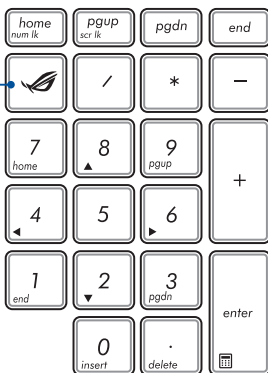 home pgup pgdn end
num lk scr lk
/ * -
7 8 9
home pgup
+
4 5 6
1 2 3
end pgdn
enter
0 .
insert delete